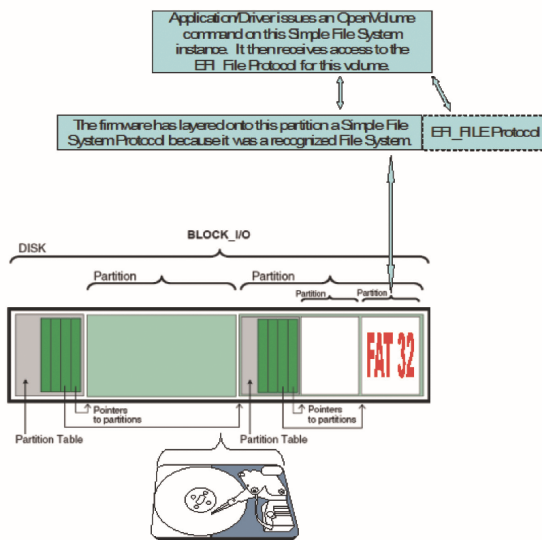 Application/Driver issues an OpenVolume
command on this Simple File System
instance. It then receives access to the
EFI_File Protocol for this volume.
The firmware has layered onto this partition a Simple File
System Protocol because it was a recognized File System.
EFI_FILE Protocol
BLOCK_I/O
DISK
Partition
Partition
Partition
Partition
FAT 32
Pointers
to partitions
Pointers
to partitions
Partition Table
Partition Table